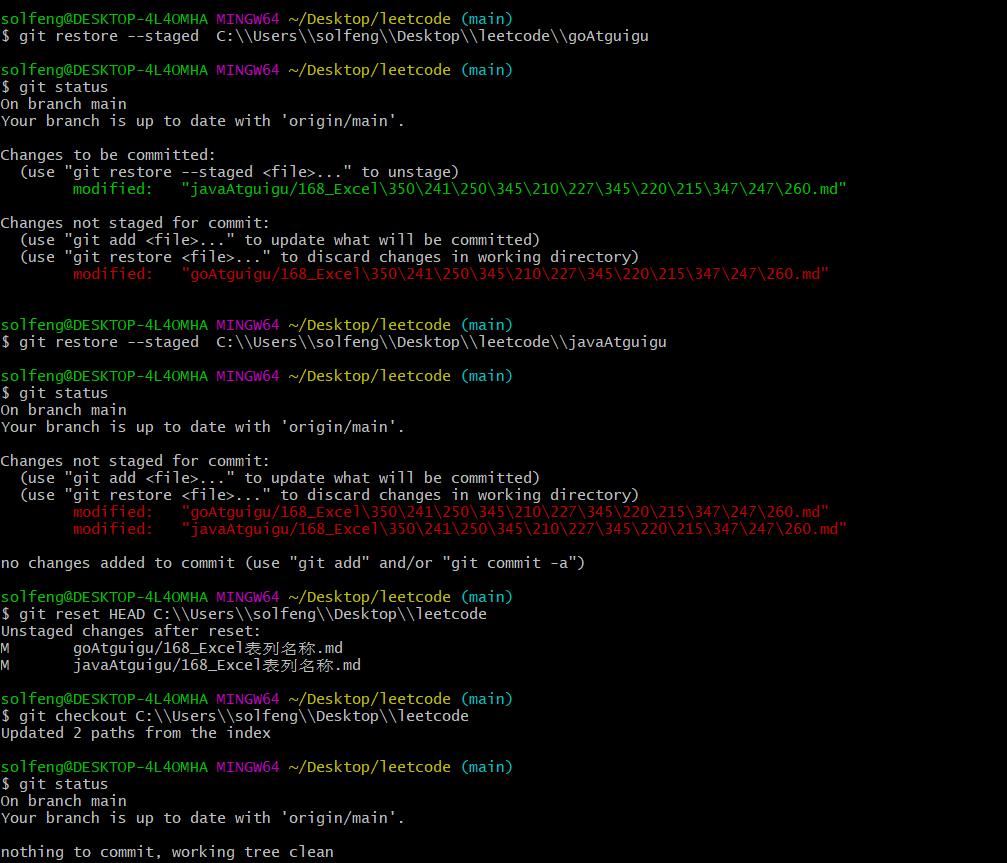 solfeng@DESKTOP-4L4OMHA MINGW64 ~/Desktop/leetcode (main)
$ git restore --staged  C:\\Users\\solfeng\\Desktop\\leetcode\\goAtguigu
solfeng@DESKTOP-4L4OMHA MINGW64 ~/Desktop/leetcode (main)
$ git status
On branch main
Your branch is up to date with 'origin/main'.
Changes to be committed:
  (use "git restore --staged <file>..." to unstage)
        modified:   "javaAtguigu/168_Excel\350\241\250\345\210\227\345\220\215\347\247\260.md"
Changes not staged for commit:
  (use "git add <file>..." to update what will be committed)
  (use "git restore <file>..." to discard changes in working directory)
        modified:   "goAtguigu/168_Excel\350\241\250\345\210\227\345\220\215\347\247\260.md"
solfeng@DESKTOP-4L4OMHA MINGW64 ~/Desktop/leetcode (main)
$ git restore --staged  C:\\Users\\solfeng\\Desktop\\leetcode\\javaAtguigu
solfeng@DESKTOP-4L4OMHA MINGW64 ~/Desktop/leetcode (main)
$ git status
On branch main
Your branch is up to date with 'origin/main'.
Changes not staged for commit:
  (use "git add <file>..." to update what will be committed)
  (use "git restore <file>..." to discard changes in working directory)
        modified:   "goAtguigu/168_Excel\350\241\250\345\210\227\345\220\215\347\247\260.md"
        modified:   "javaAtguigu/168_Excel\350\241\250\345\210\227\345\220\215\347\247\260.md"
no changes added to commit (use "git add" and/or "git commit -a")
solfeng@DESKTOP-4L4OMHA MINGW64 ~/Desktop/leetcode (main)
$ git reset HEAD C:\\Users\\solfeng\\Desktop\\leetcode
Unstaged changes after reset:
M       goAtguigu/168_Excel表列名称.md
M       javaAtguigu/168_Excel表列名称.md
solfeng@DESKTOP-4L4OMHA MINGW64 ~/Desktop/leetcode (main)
$ git checkout C:\\Users\\solfeng\\Desktop\\leetcode
Updated 2 paths from the index
solfeng@DESKTOP-4L4OMHA MINGW64 ~/Desktop/leetcode (main)
$ git status
On branch main
Your branch is up to date with 'origin/main'.
nothing to commit, working tree clean